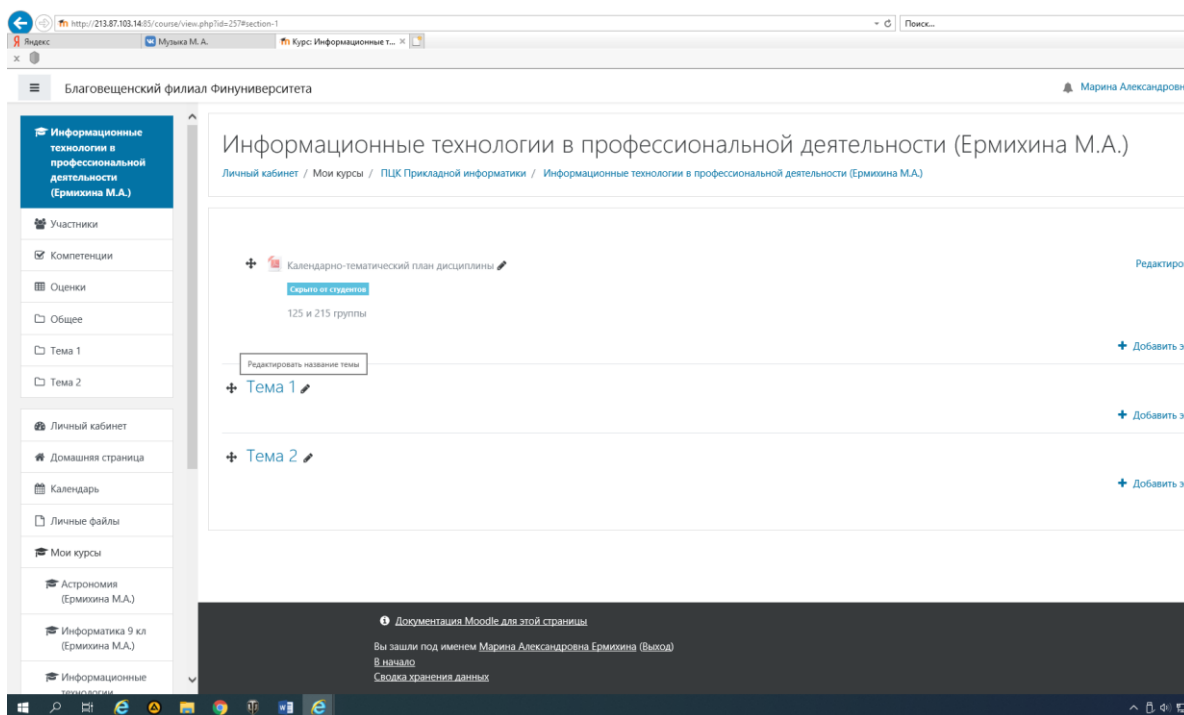 http://213.87.103.14:85/course/view.php?id=257#section-1
Поиск...
Яндекс
Музыка М. А.
Курс: Информационные т...
Благовещенский филиал Финуниверситета
Марина Александровн
Информационные
технологии в
профессиональной
деятельности
(Ермихина М.А.)
Участники
Компетенции
Оценки
Общее
Тема 1
Тема 2
Личный кабинет
Домашняя страница
Календарь
Личные файлы
Мои курсы
Астрономия
(Ермихина М.А.)
Информатика 9 кл
(Ермихина М.А.)
Информационные
технологии
Информационные технологии в профессиональной деятельности (Ермихина М.А.)
Личный кабинет / Мои курсы / ПЦК Прикладной информатики / Информационные технологии в профессиональной деятельности (Ермихина М.А.)
Календарно-тематический план дисциплины
Редактиро
Скрыто от студентов
125 и 215 группы
Добавить э
Редактировать название темы
Тема 1
Добавить э
Тема 2
Добавить э
Документация Moodle для этой страницы
Вы зашли под именем Марина Александровна Ермихина (Выход)
В начало
Сводка хранения данных